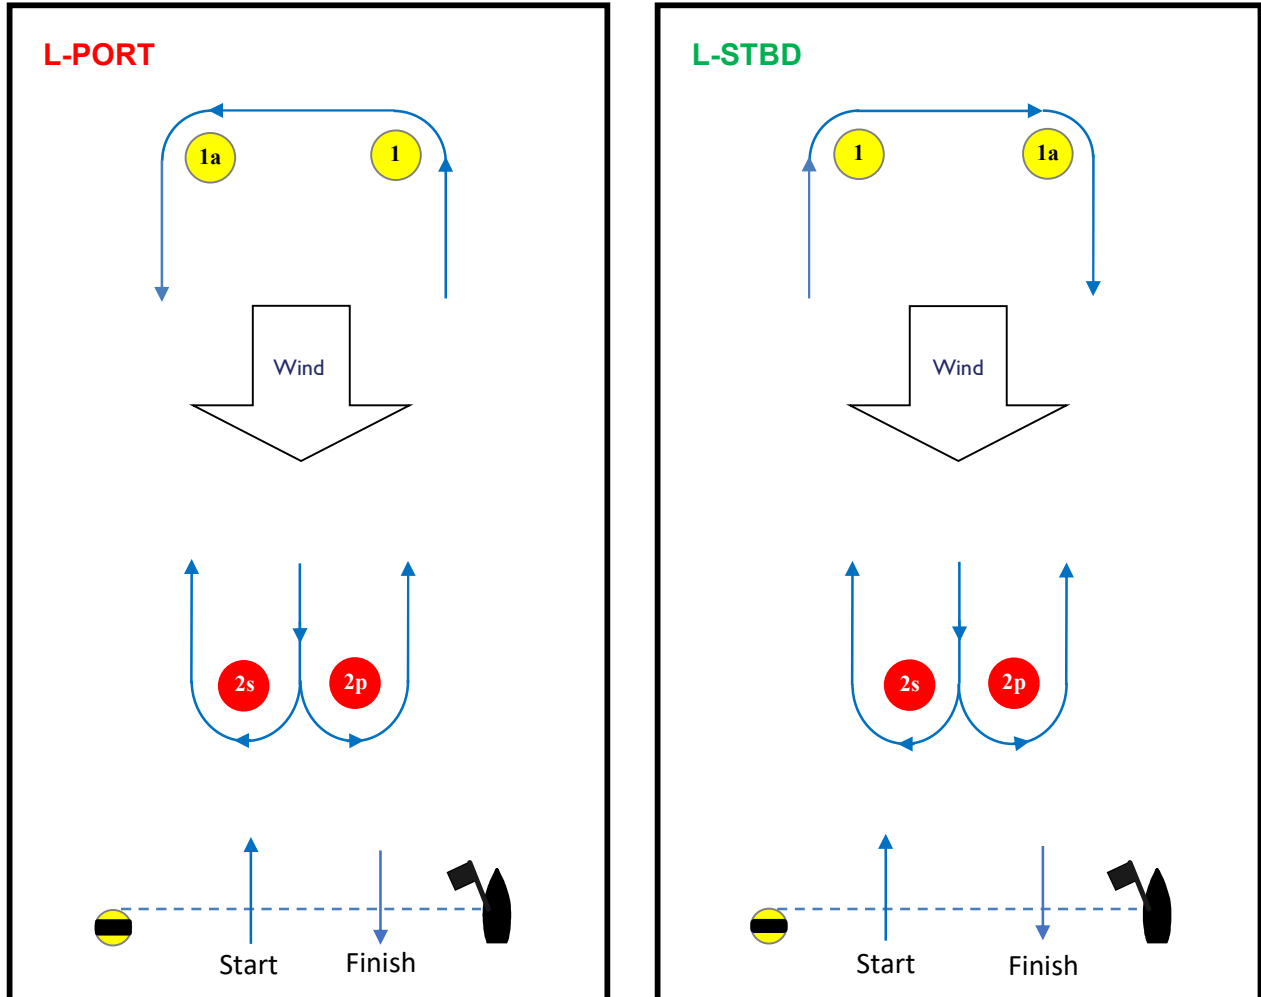 L-PORT
1a
1
Wind
2s
2p
Start
Finish
L-STBD
1
1a
Wind
2s
2p
Start
Finish